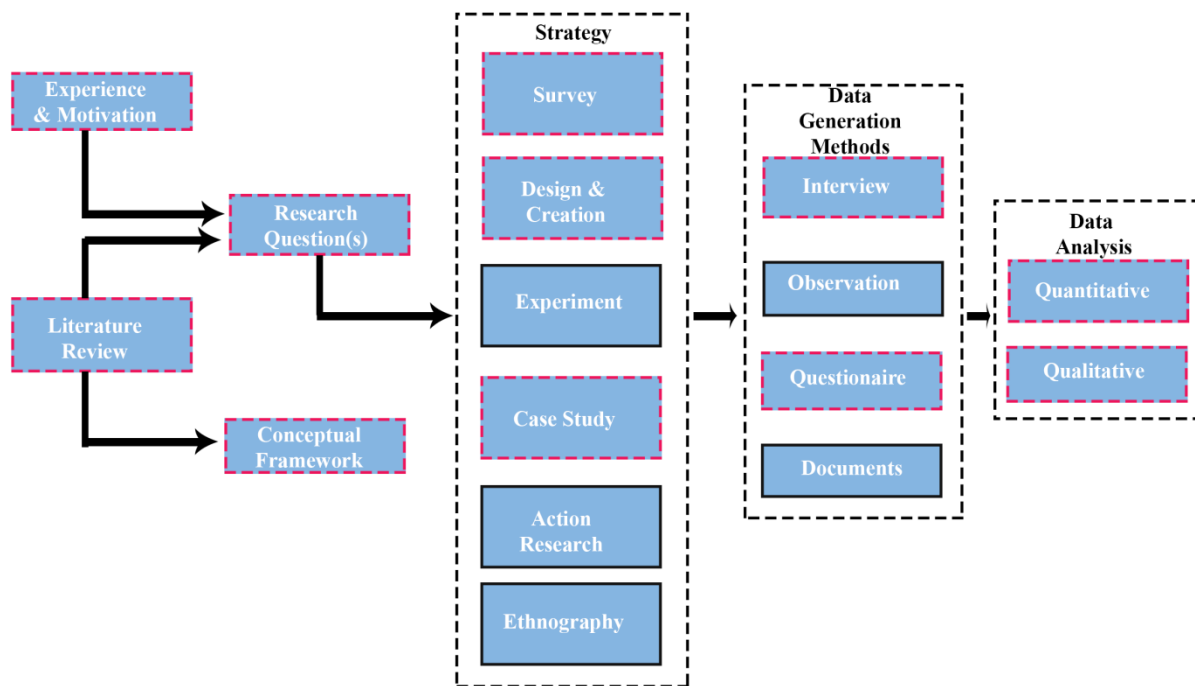 Experience
& Motivation
Literature
Review
Research
Question(s)
Conceptual
Framework
Strategy
Survey
Design &
Creation
Experiment
Case Study
Action
Research
Ethnography
Data
Generation
Methods
Interview
Observation
Questionaire
Documents
Data
Analysis
Quantitative
Qualitative